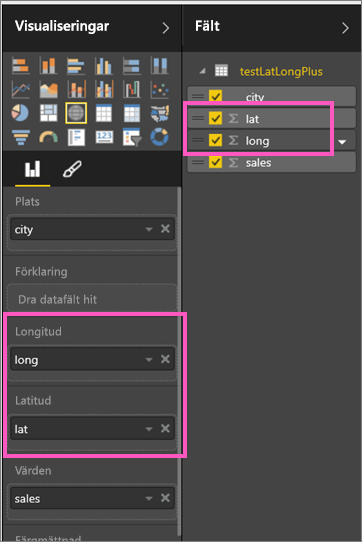 Visualiseringar
Plats
city
Förklaring
Dra datafält hit
Longitud
long
Latitud
lat
Värden
sales
Färgmättnad
Fält
testLatLongPlus
city
Σ lat
Σ long
Σ sales